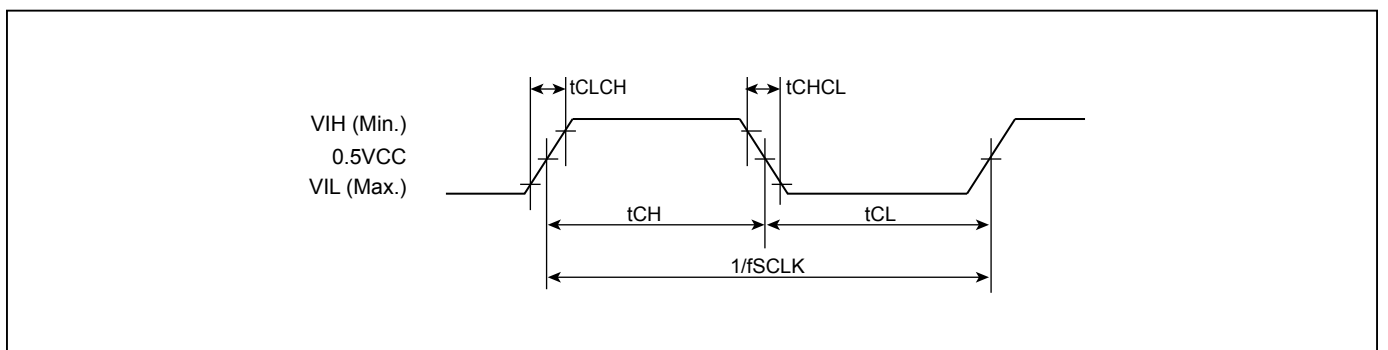 tCLCH
tCHCL
VIH (Min.)
0.5VCC
VIL (Max.)
tCH
tCL
1/fSCLK